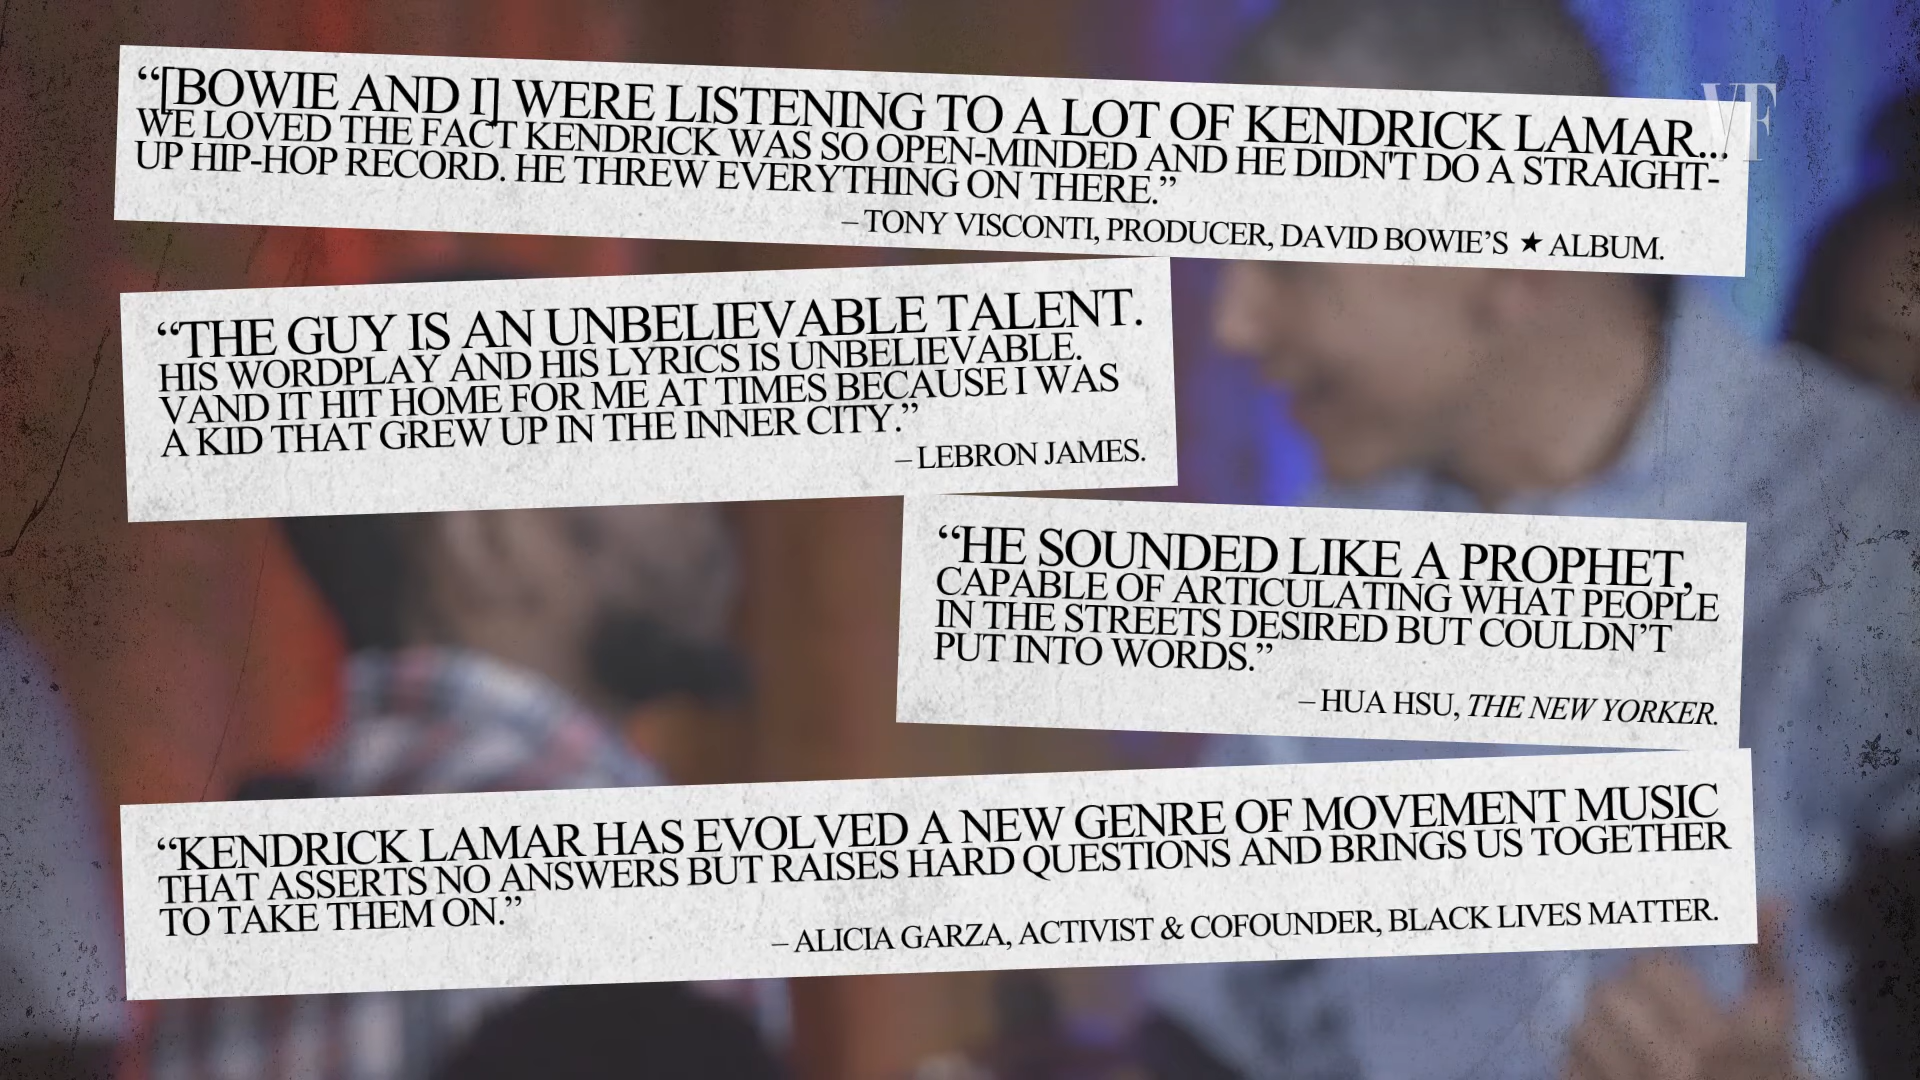 “[BOWIE AND I] WERE LISTENING TO A LOT OF KENDRICK LAMAR...
WE LOVED THE FACT KENDRICK WAS SO OPEN-MINDED AND HE DIDN'T DO A STRAIGHT-
UP HIP-HOP RECORD. HE THREW EVERYTHING ON THERE.”
– TONY VISCONTI, PRODUCER, DAVID BOWIE’S ★ ALBUM.
VF
“THE GUY IS AN UNBELIEVABLE TALENT.
HIS WORDPLAY AND HIS LYRICS IS UNBELIEVABLE.
VAND IT HIT HOME FOR ME AT TIMES BECAUSE I WAS
A KID THAT GREW UP IN THE INNER CITY.”
– LEBRON JAMES.
“HE SOUNDED LIKE A PROPHET,
CAPABLE OF ARTICULATING WHAT PEOPLE
IN THE STREETS DESIRED BUT COULDN’T
PUT INTO WORDS.”
– HUA HSU, THE NEW YORKER.
“KENDRICK LAMAR HAS EVOLVED A NEW GENRE OF MOVEMENT MUSIC
THAT ASSERTS NO ANSWERS BUT RAISES HARD QUESTIONS AND BRINGS US TOGETHER
TO TAKE THEM ON.”
– ALICIA GARZA, ACTIVIST & COFOUNDER, BLACK LIVES MATTER.